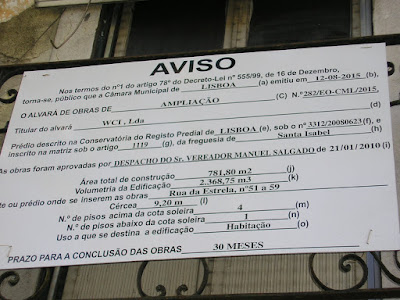 AVISO
Nos termos do nº1 do artigo 78º do Decreto-Lei nº 555/99, de 16 de Dezembro,
torna-se, público que a Câmara Municipal de LISBOA (a) emitiu em 12-08-2015 (b),
O ALVARÁ DE OBRAS DE AMPLIAÇÃO (C) N.º282/EO-CML/2015,
Titular do alvará WCT, Lda (d)
Prédio descrito na Conservatória do Registo Predial de LISBOA (e), sob o nº 3312/20080623 (f)
inscrito na matriz sob o artigo 1119 (g), da freguesia de Santa Isabel (h)
As obras foram aprovadas por DESPACHO DO Sr. VEREADOR MANUEL SALGADO de 21/01/2010 (i)
Área total de construção 781,80 m2 (j)
Volumetria da Edificação 2.368,75 m3 (k)
te ou prédio onde se inserem as obras Rua da Estrela, nº51 a 59
Cércea 9,20 m (l)
N.º de pisos acima da cota soleira 4 (m)
N.º de pisos abaixo da cota soleira 1 (n)
Uso a que se destina a edificação Habitação (o)
PRAZO PARA A CONCLUSÃO DAS OBRAS 30 MESES